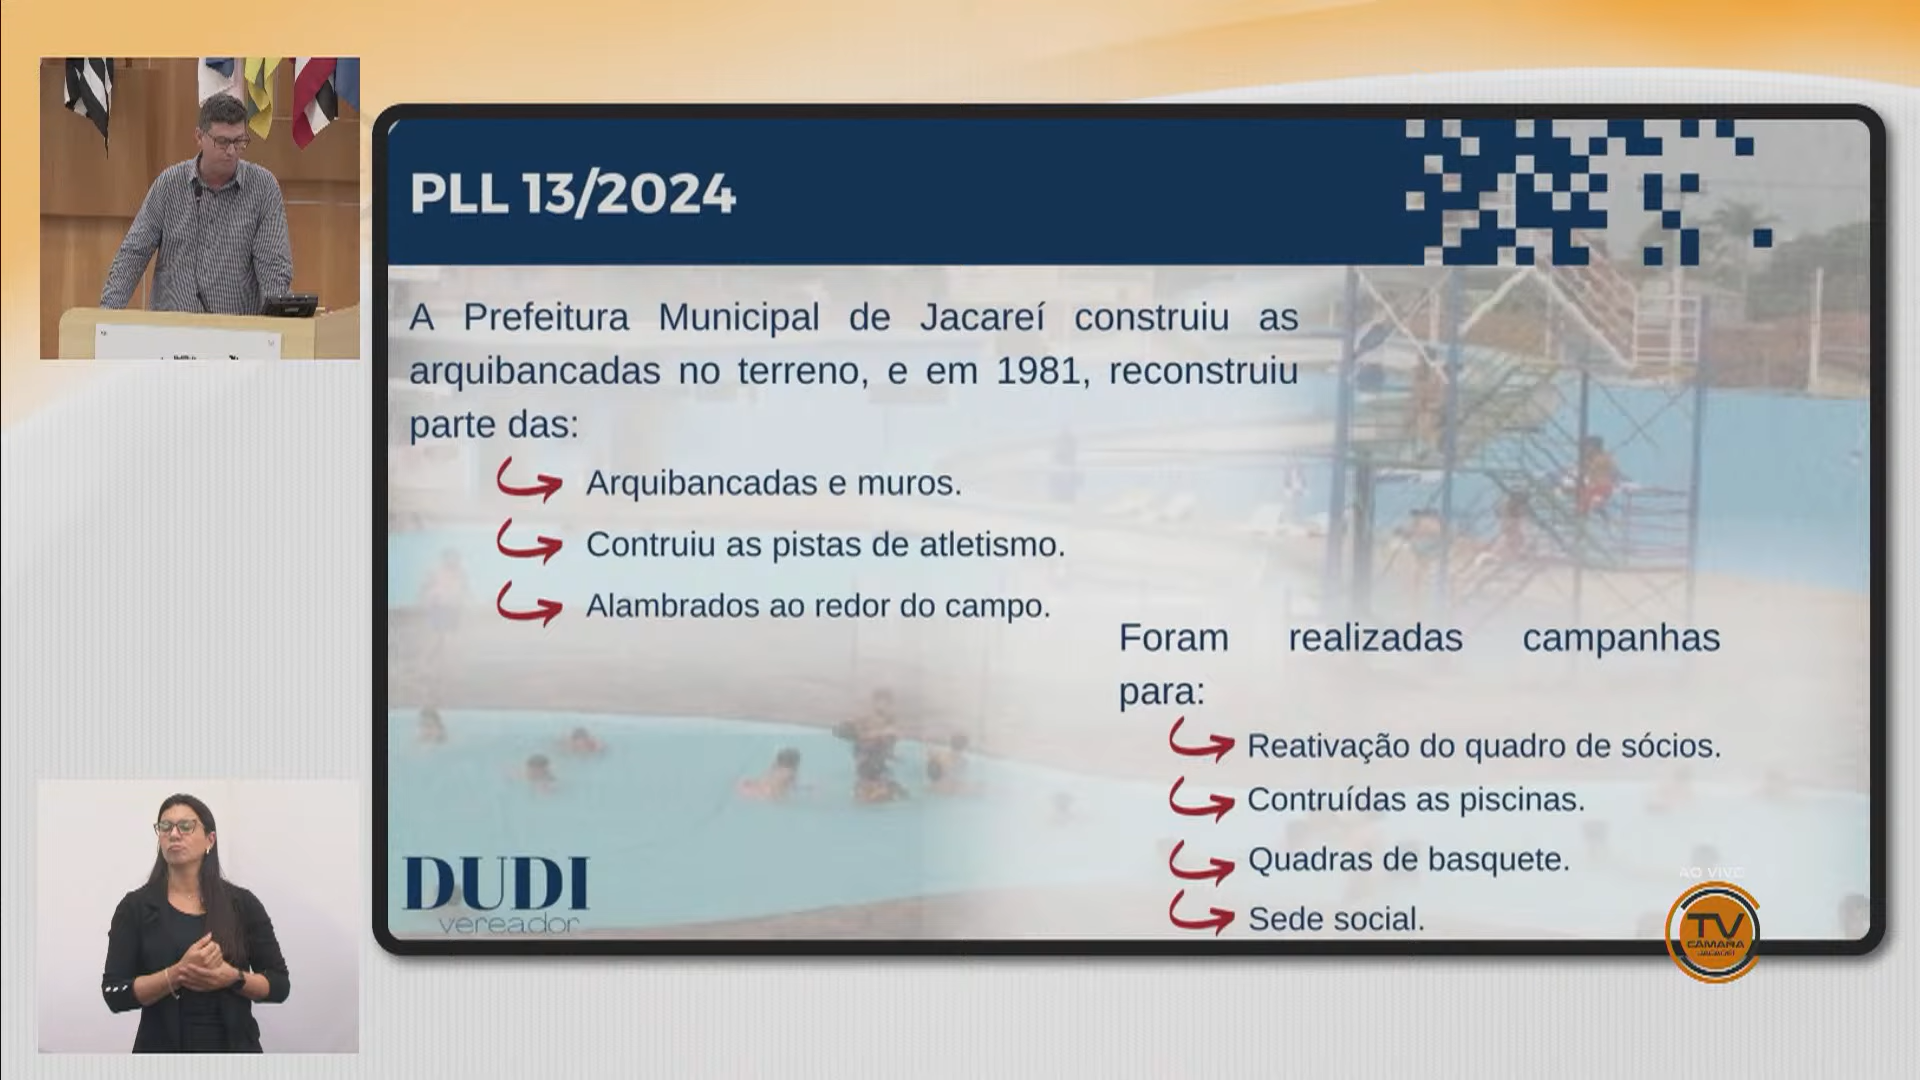 PLL 13/2024
A Prefeitura Municipal de Jacareí construiu as
arquibancadas no terreno, e em 1981, reconstruiu
parte das:
Arquibancadas e muros.
Contruiu as pistas de atletismo.
Alambrados ao redor do campo.
Foram realizadas campanhas
para:
Reativação do quadro de sócios.
Contruídas as piscinas.
Quadras de basquete.
Sede social.
DUDI
vereador
AO VIVO
TV
CÂMARA
JACAREÍ